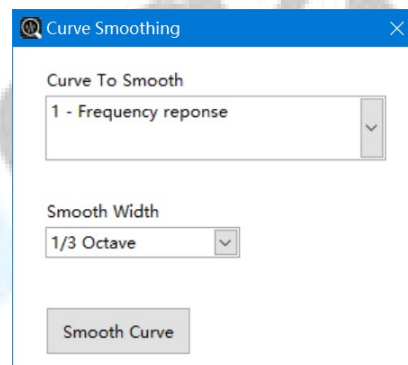 Curve Smoothing
Curve To Smooth
1 - Frequency reponse
Smooth Width
1/3 Octave
Smooth Curve